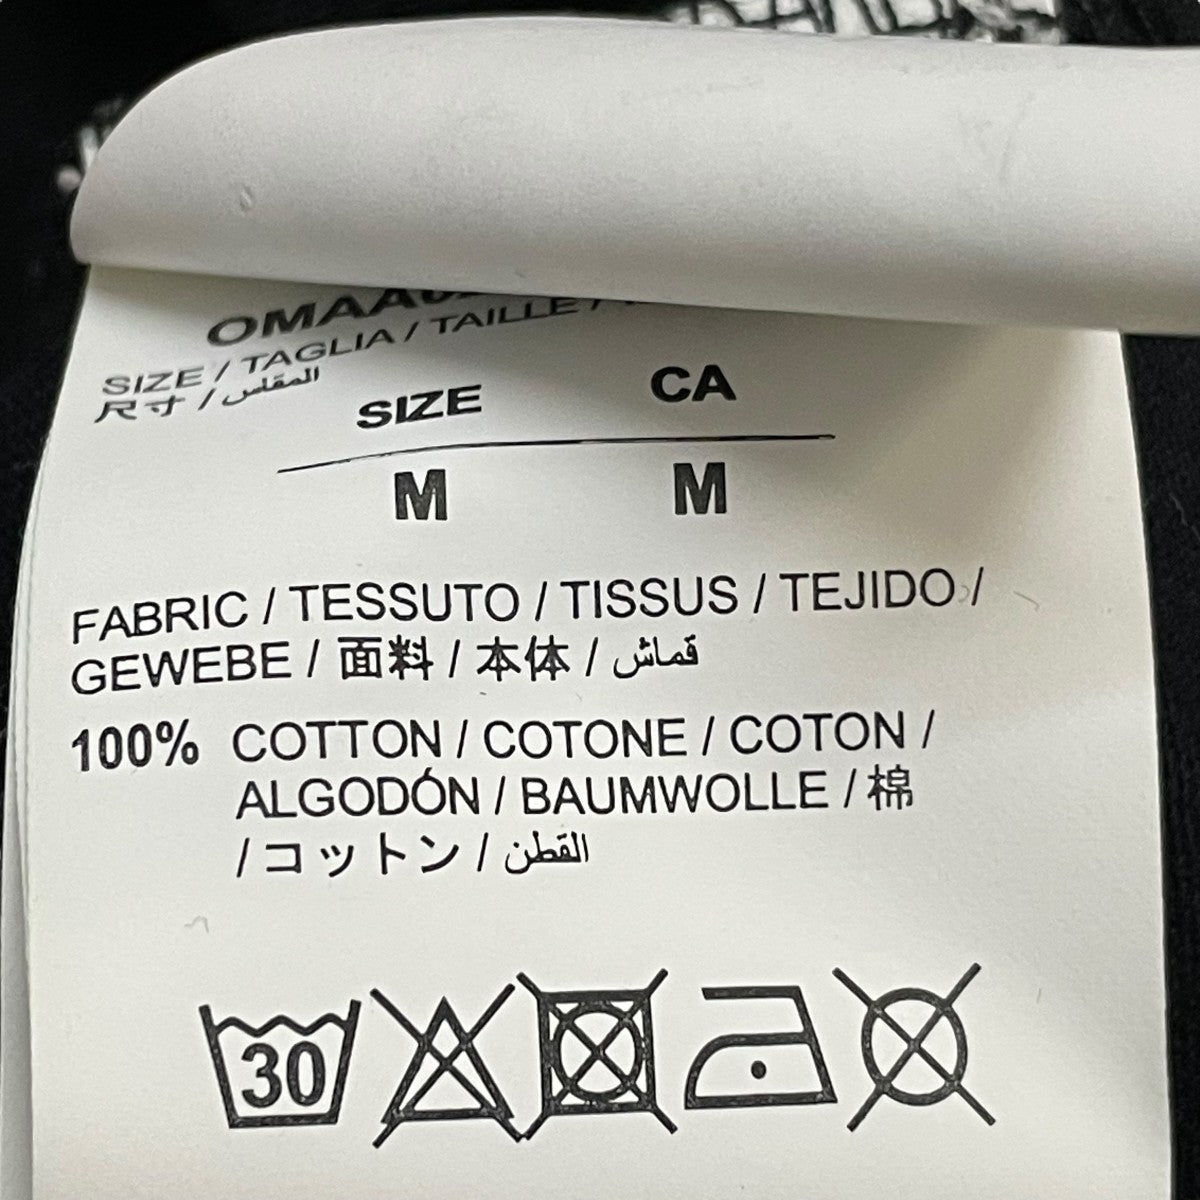 SIZE / TAGLIA / TAILLE /
尺寸 / المقاس
SIZE CA
M M
FABRIC / TESSUTO / TISSUS / TEJIDO /
GEWEBE / 面料 / 本体 / قماش
100% COTTON / COTONE / COTON /
ALGODÓN / BAUMWOLLE / 棉
/ コットン / القطن
30